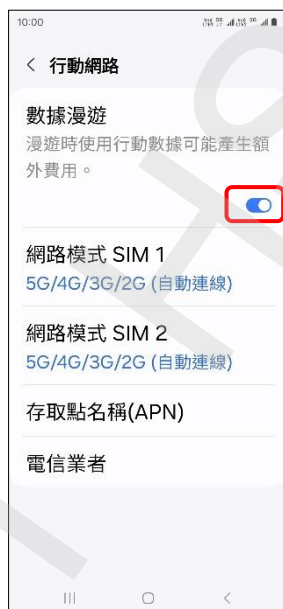 10:00
行動網路
數據漫遊
漫遊時使用行動數據可能產生額
外費用。
網路模式 SIM 1
5G/4G/3G/2G (自動連線)
網路模式 SIM 2
5G/4G/3G/2G (自動連線)
存取點名稱(APN)
電信業者